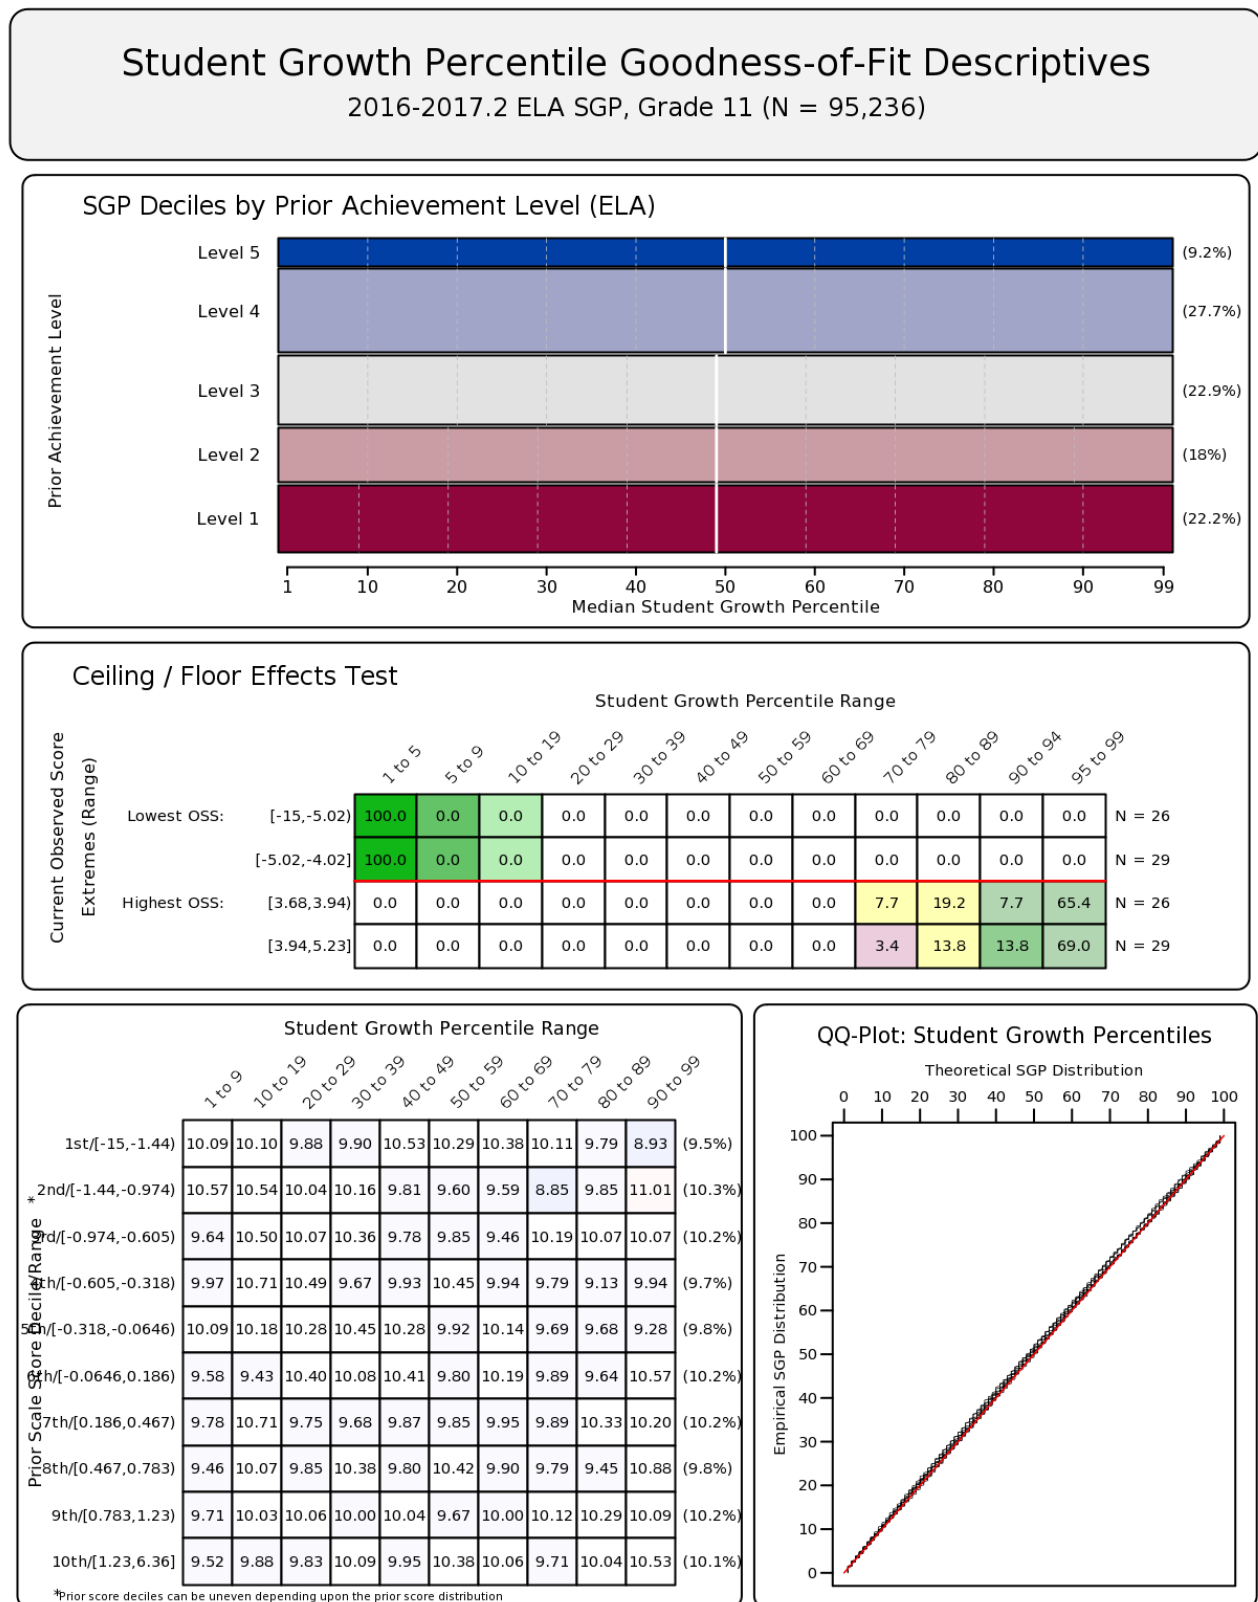 Student Growth Percentile Goodness-of-Fit Descriptives
2016-2017.2 ELA SGP, Grade 11 (N = 95,236)
SGP Deciles by Prior Achievement Level (ELA)
Prior Achievement Level
Level 5 (9.2%)
Level 4 (27.7%)
Level 3 (22.9%)
Level 2 (18%)
Level 1 (22.2%)
1 10 20 30 40 50 60 70 80 90 99
Median Student Growth Percentile
Ceiling / Floor Effects Test
Student Growth Percentile Range
Current Observed Score
Extremes (Range)
1 to 5 5 to 9 10 to 19 20 to 29 30 to 39 40 to 49 50 to 59 60 to 69 70 to 79 80 to 89 90 to 94 95 to 99
Lowest OSS: [-15,-5.02) 100.0 0.0 0.0 0.0 0.0 0.0 0.0 0.0 0.0 0.0 0.0 0.0 N = 26
[-5.02,-4.02] 100.0 0.0 0.0 0.0 0.0 0.0 0.0 0.0 0.0 0.0 0.0 0.0 N = 29
Highest OSS: [3.68,3.94) 0.0 0.0 0.0 0.0 0.0 0.0 0.0 0.0 7.7 19.2 7.7 65.4 N = 26
[3.94,5.23] 0.0 0.0 0.0 0.0 0.0 0.0 0.0 0.0 3.4 13.8 13.8 69.0 N = 29
Student Growth Percentile Range
1 to 9 10 to 19 20 to 29 30 to 39 40 to 49 50 to 59 60 to 69 70 to 79 80 to 89 90 to 99
Prior Scale Score Decile/Range *
1st/[-15,-1.44) 10.09 10.10 9.88 9.90 10.53 10.29 10.38 10.11 9.79 8.93 (9.5%)
2nd/[-1.44,-0.974) 10.57 10.54 10.04 10.16 9.81 9.60 9.59 8.85 9.85 11.01 (10.3%)
3rd/[-0.974,-0.605) 9.64 10.50 10.07 10.36 9.78 9.85 9.46 10.19 10.07 10.07 (10.2%)
4th/[-0.605,-0.318) 9.97 10.71 10.49 9.67 9.93 10.45 9.94 9.79 9.13 9.94 (9.7%)
5th/[-0.318,-0.0646) 10.09 10.18 10.28 10.45 10.28 9.92 10.14 9.69 9.68 9.28 (9.8%)
6th/[-0.0646,0.186) 9.58 9.43 10.40 10.08 10.41 9.80 10.19 9.89 9.64 10.57 (10.2%)
7th/[0.186,0.467) 9.78 10.71 9.75 9.68 9.87 9.85 9.95 9.89 10.33 10.20 (10.2%)
8th/[0.467,0.783) 9.46 10.07 9.85 10.38 9.80 10.42 9.90 9.79 9.45 10.88 (9.8%)
9th/[0.783,1.23) 9.71 10.03 10.06 10.00 10.04 9.67 10.00 10.12 10.29 10.09 (10.2%)
10th/[1.23,6.36] 9.52 9.88 9.83 10.09 9.95 10.38 10.06 9.71 10.04 10.53 (10.1%)
*Prior score deciles can be uneven depending upon the prior score distribution
QQ-Plot: Student Growth Percentiles
Theoretical SGP Distribution
0 10 20 30 40 50 60 70 80 90 100
Empirical SGP Distribution
100
90
80
70
60
50
40
30
20
10
0